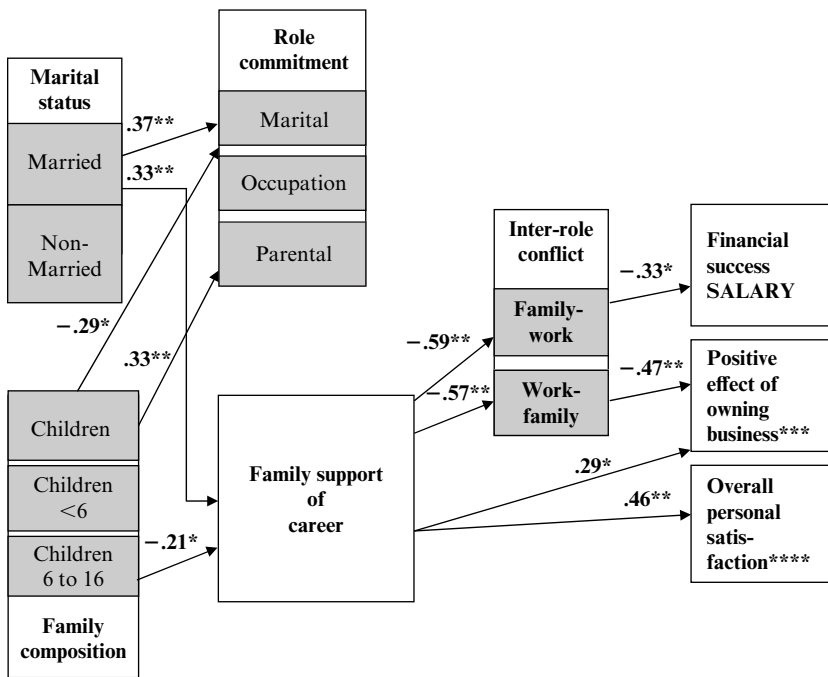 Marital
status
Married
Non-
Married
Role
commitment
Marital
Occupation
Parental
.37**
.33**
−.29*
.33**
Children
Children
<6
Children
6 to 16
Family
composition
−.21*
Family support
of
career
−.59**
−.57**
Inter-role
conflict
Family-
work
Work-
family
−.33*
−.47**
.29*
.46**
Financial
success
SALARY
Positive
effect of
owning
business***
Overall
personal
satis-
faction****